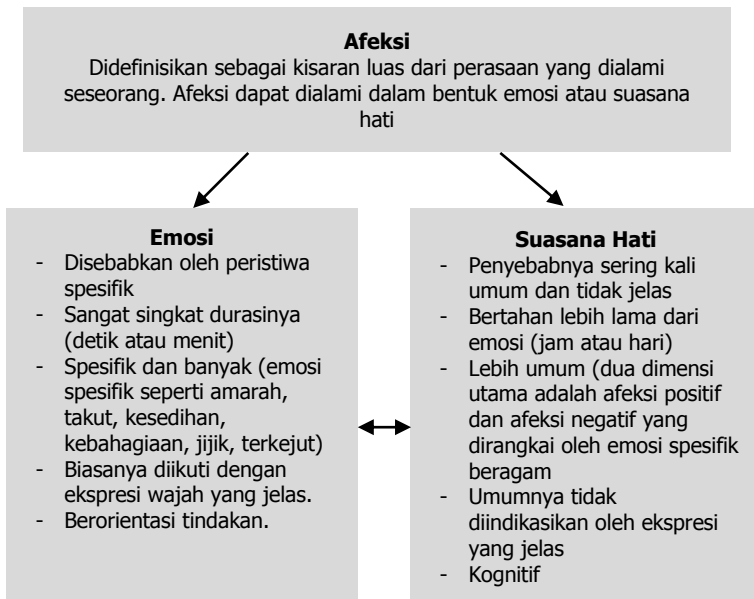 Afeksi
Didefinisikan sebagai kisaran luas dari perasaan yang dialami
seseorang. Afeksi dapat dialami dalam bentuk emosi atau suasana
hati
Emosi
- Disebabkan oleh peristiwa
spesifik
- Sangat singkat durasinya
(detik atau menit)
- Spesifik dan banyak (emosi
spesifik seperti amarah,
takut, kesedihan,
kebahagiaan, jijik, terkejut)
- Biasanya diikuti dengan
ekspresi wajah yang jelas.
- Berorientasi tindakan.
Suasana Hati
- Penyebabnya sering kali
umum dan tidak jelas
- Bertahan lebih lama dari
emosi (jam atau hari)
- Lebih umum (dua dimensi
utama adalah afeksi positif
dan afeksi negatif yang
dirangkai oleh emosi spesifik
beragam
- Umumnya tidak
diindikasikan oleh ekspresi
yang jelas
- Kognitif